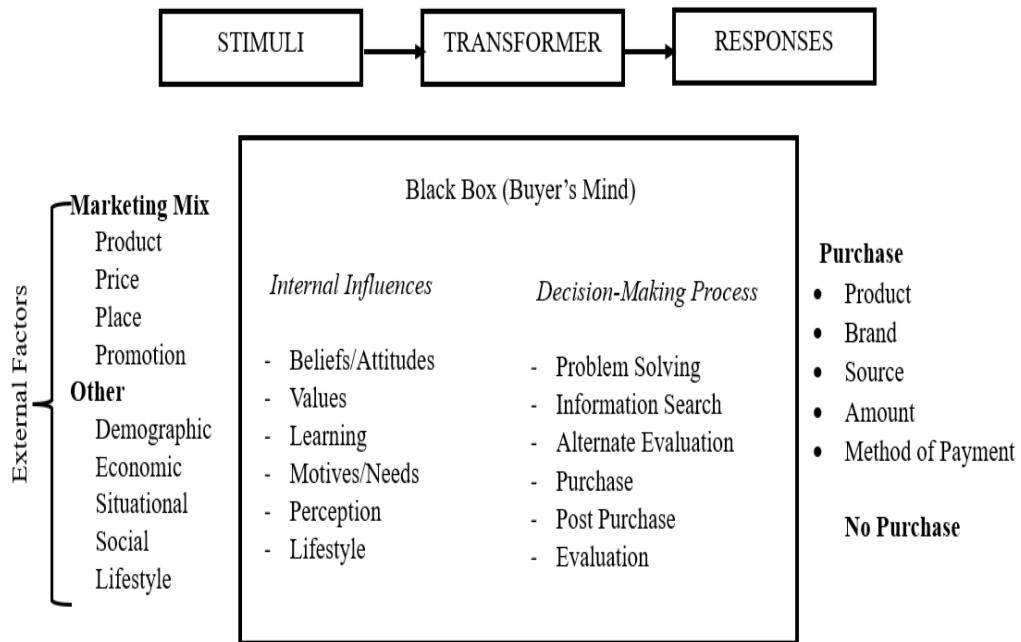 STIMULI
TRANSFORMER
RESPONSES
External Factors
Marketing Mix
Product
Price
Place
Promotion
Other
Demographic
Economic
Situational
Social
Lifestyle
Black Box (Buyer’s Mind)
Internal Influences
- Beliefs/Attitudes
- Values
- Learning
- Motives/Needs
- Perception
- Lifestyle
Decision-Making Process
- Problem Solving
- Information Search
- Alternate Evaluation
- Purchase
- Post Purchase
- Evaluation
Purchase
• Product
• Brand
• Source
• Amount
• Method of Payment
No Purchase